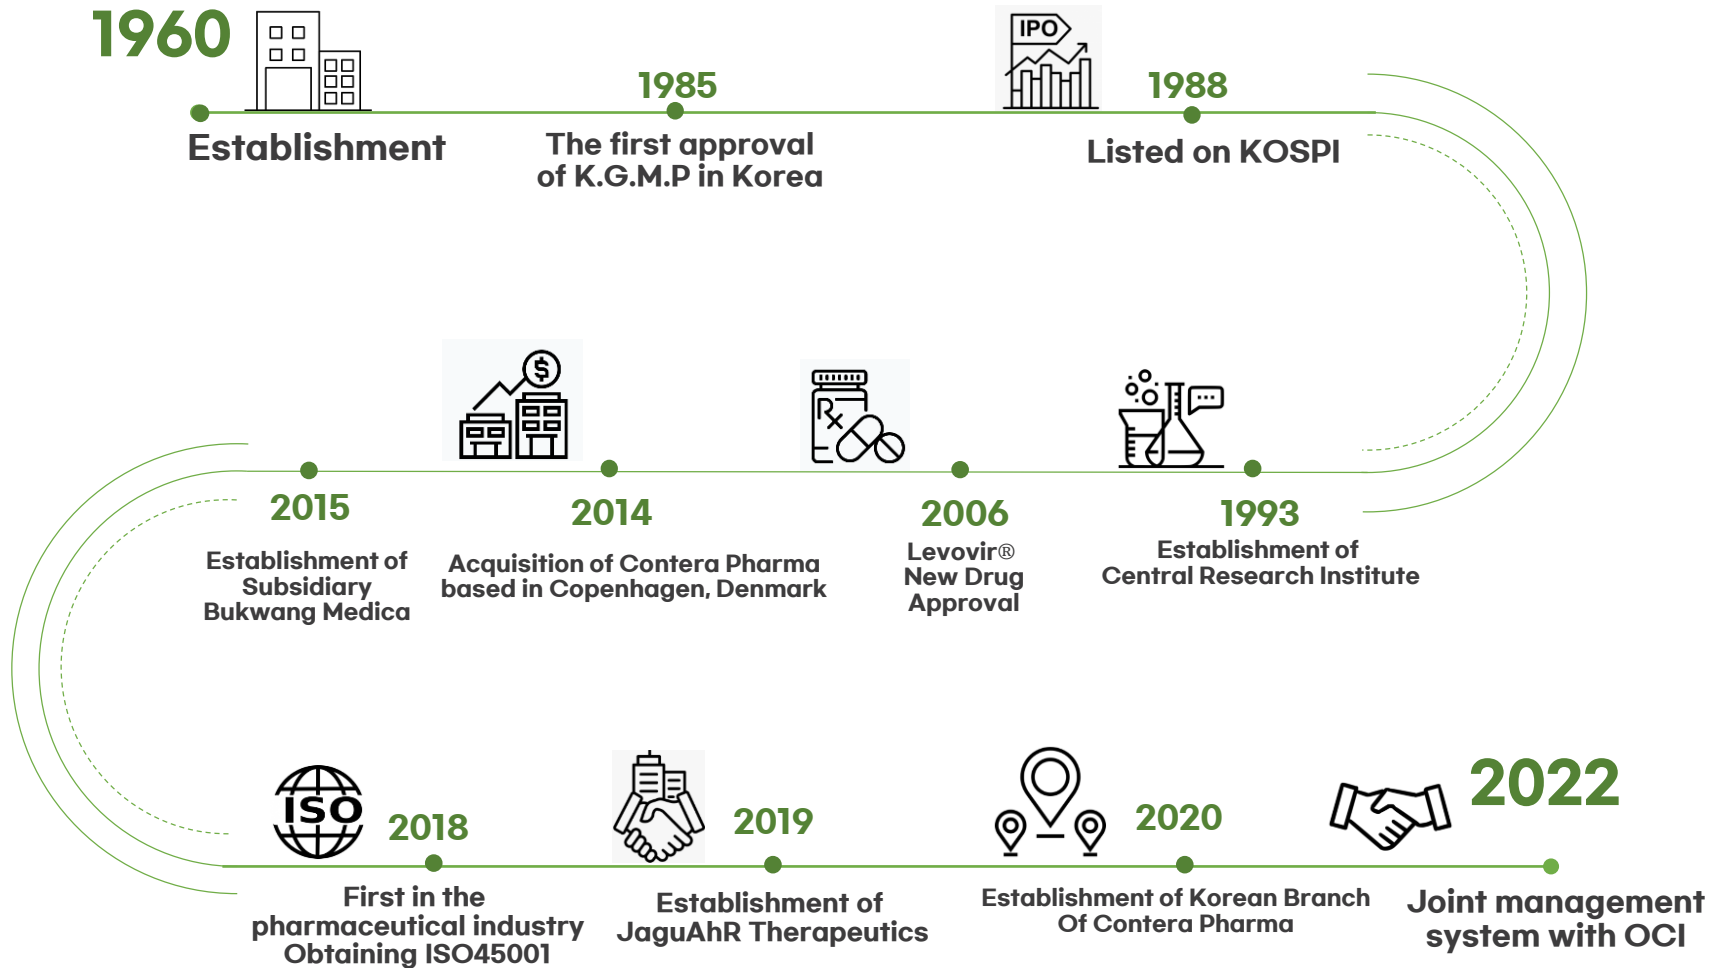 1960
Establishment
1985
The first approval
of K.G.M.P in Korea
IPO
1988
Listed on KOSPI
1993
Establishment of
Central Research Institute
Rx
2006
Levovir®
New Drug
Approval
$
2014
Acquisition of Contera Pharma
based in Copenhagen, Denmark
2015
Establishment of
Subsidiary
Bukwang Medica
ISO
2018
First in the
pharmaceutical industry
Obtaining ISO45001
2019
Establishment of
JaguAhR Therapeutics
2020
Establishment of Korean Branch
Of Contera Pharma
2022
Joint management
system with OCI